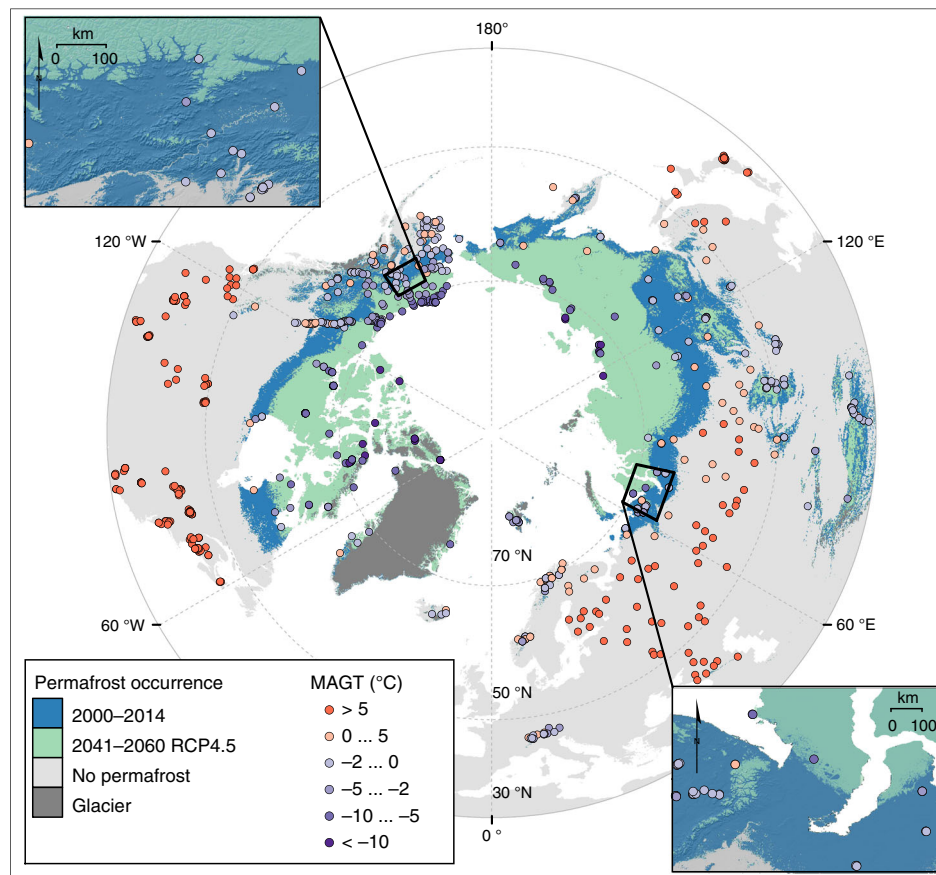 km
0 100
N
180°
120 °W
120 °E
70 °N
60 °W
60 °E
50 °N
30 °N
0°
Permafrost occurrence
2000–2014
2041–2060 RCP4.5
No permafrost
Glacier
MAGT (°C)
> 5
0 ... 5
–2 ... 0
–5 ... –2
–10 ... –5
< –10
km
0 100
N